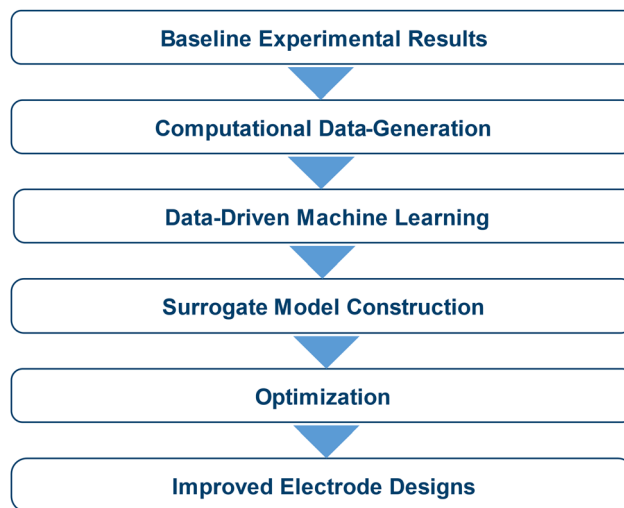 Baseline Experimental Results
Computational Data-Generation
Data-Driven Machine Learning
Surrogate Model Construction
Optimization
Improved Electrode Designs